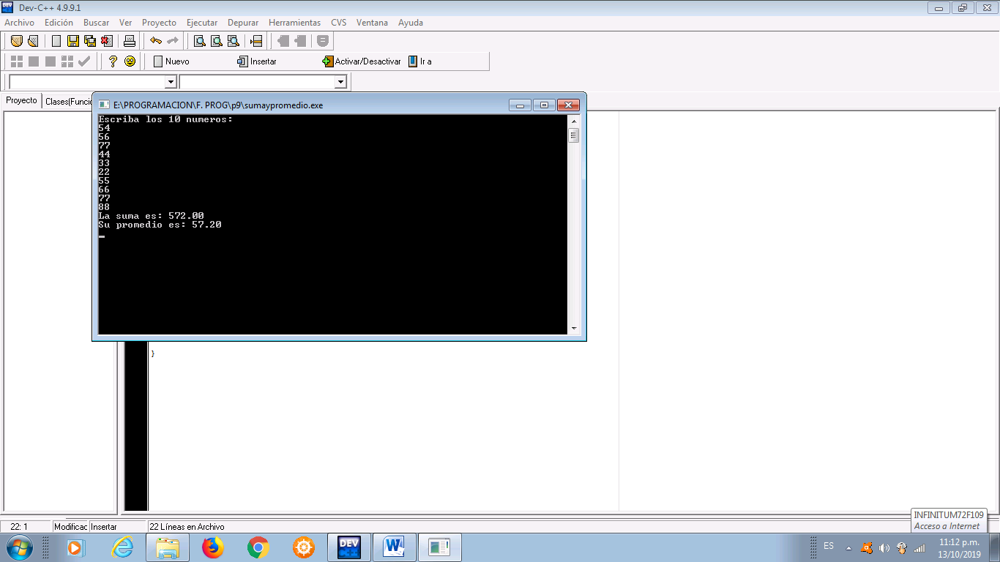 Dev-C++ 4.9.9.1
Archivo Edición Buscar Ver Proyecto Ejecutar Depurar Herramientas CVS Ventana Ayuda
Nuevo Insertar Activar/Desactivar Ir a
Proyecto Clases(Funcio
E:\PROGRAMACION\F. PROG\p9\sumaypromedio.exe
Escriba los 10 numeros:
54
56
77
44
33
22
55
66
77
88
La suma es: 572.00
Su promedio es: 57.20
}
22: 1 Modificac Insertar 22 Líneas en Archivo
INFINITUM72F109
Acceso a Internet
DEV
ES
11:12 p.m.
13/10/2019